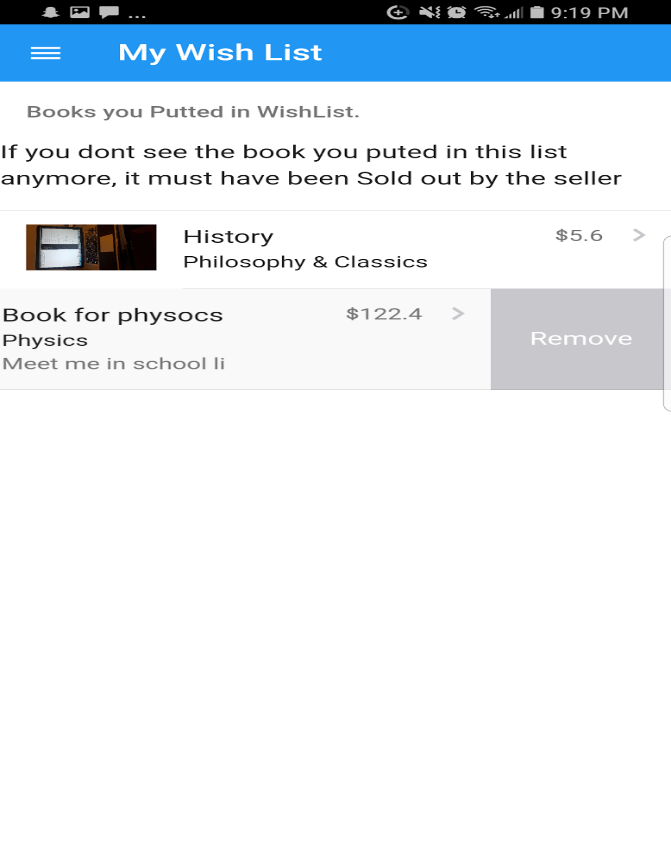 ... 9:19 PM
My Wish List
Books you Putted in WishList.
If you dont see the book you puted in this list
anymore, it must have been Sold out by the seller
History $5.6
Philosophy & Classics
Book for physocs $122.4
Physics
Remove
Meet me in school li